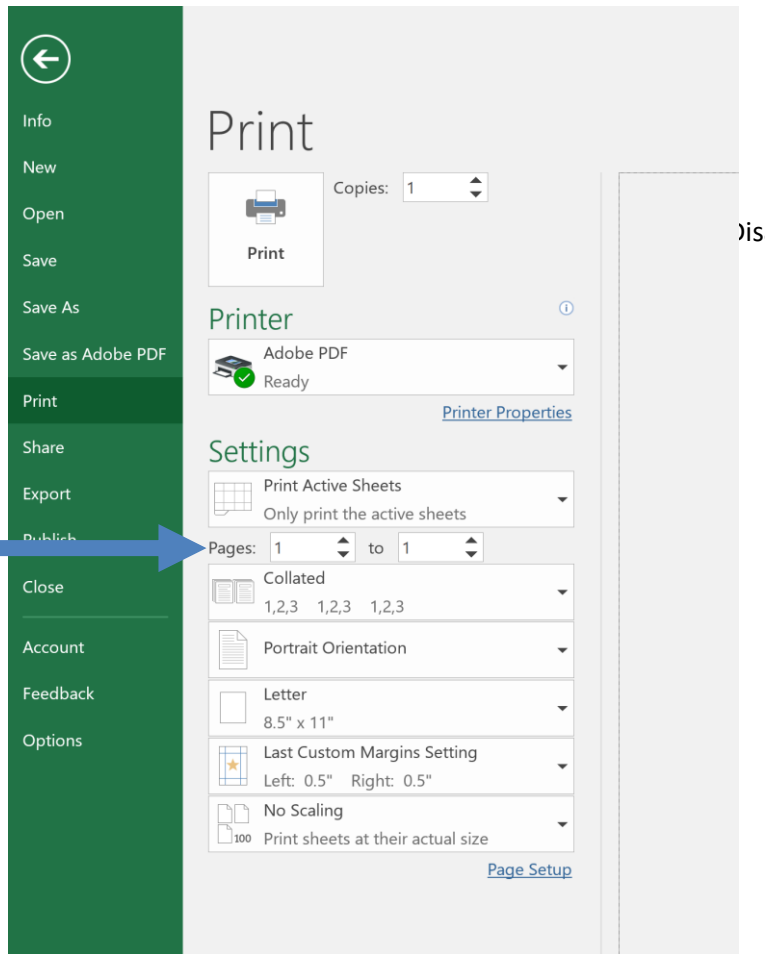 Info
New
Open
Save
Save As
Save as Adobe PDF
Print
Share
Export
Publish
Close
Account
Feedback
Options
Print
Copies: 1
Print
Printer
Adobe PDF
Ready
Printer Properties
Settings
Print Active Sheets
Only print the active sheets
Pages: 1 to 1
Collated
1,2,3 1,2,3 1,2,3
Portrait Orientation
Letter
8.5" x 11"
Last Custom Margins Setting
Left: 0.5" Right: 0.5"
No Scaling
100 Print sheets at their actual size
Page Setup